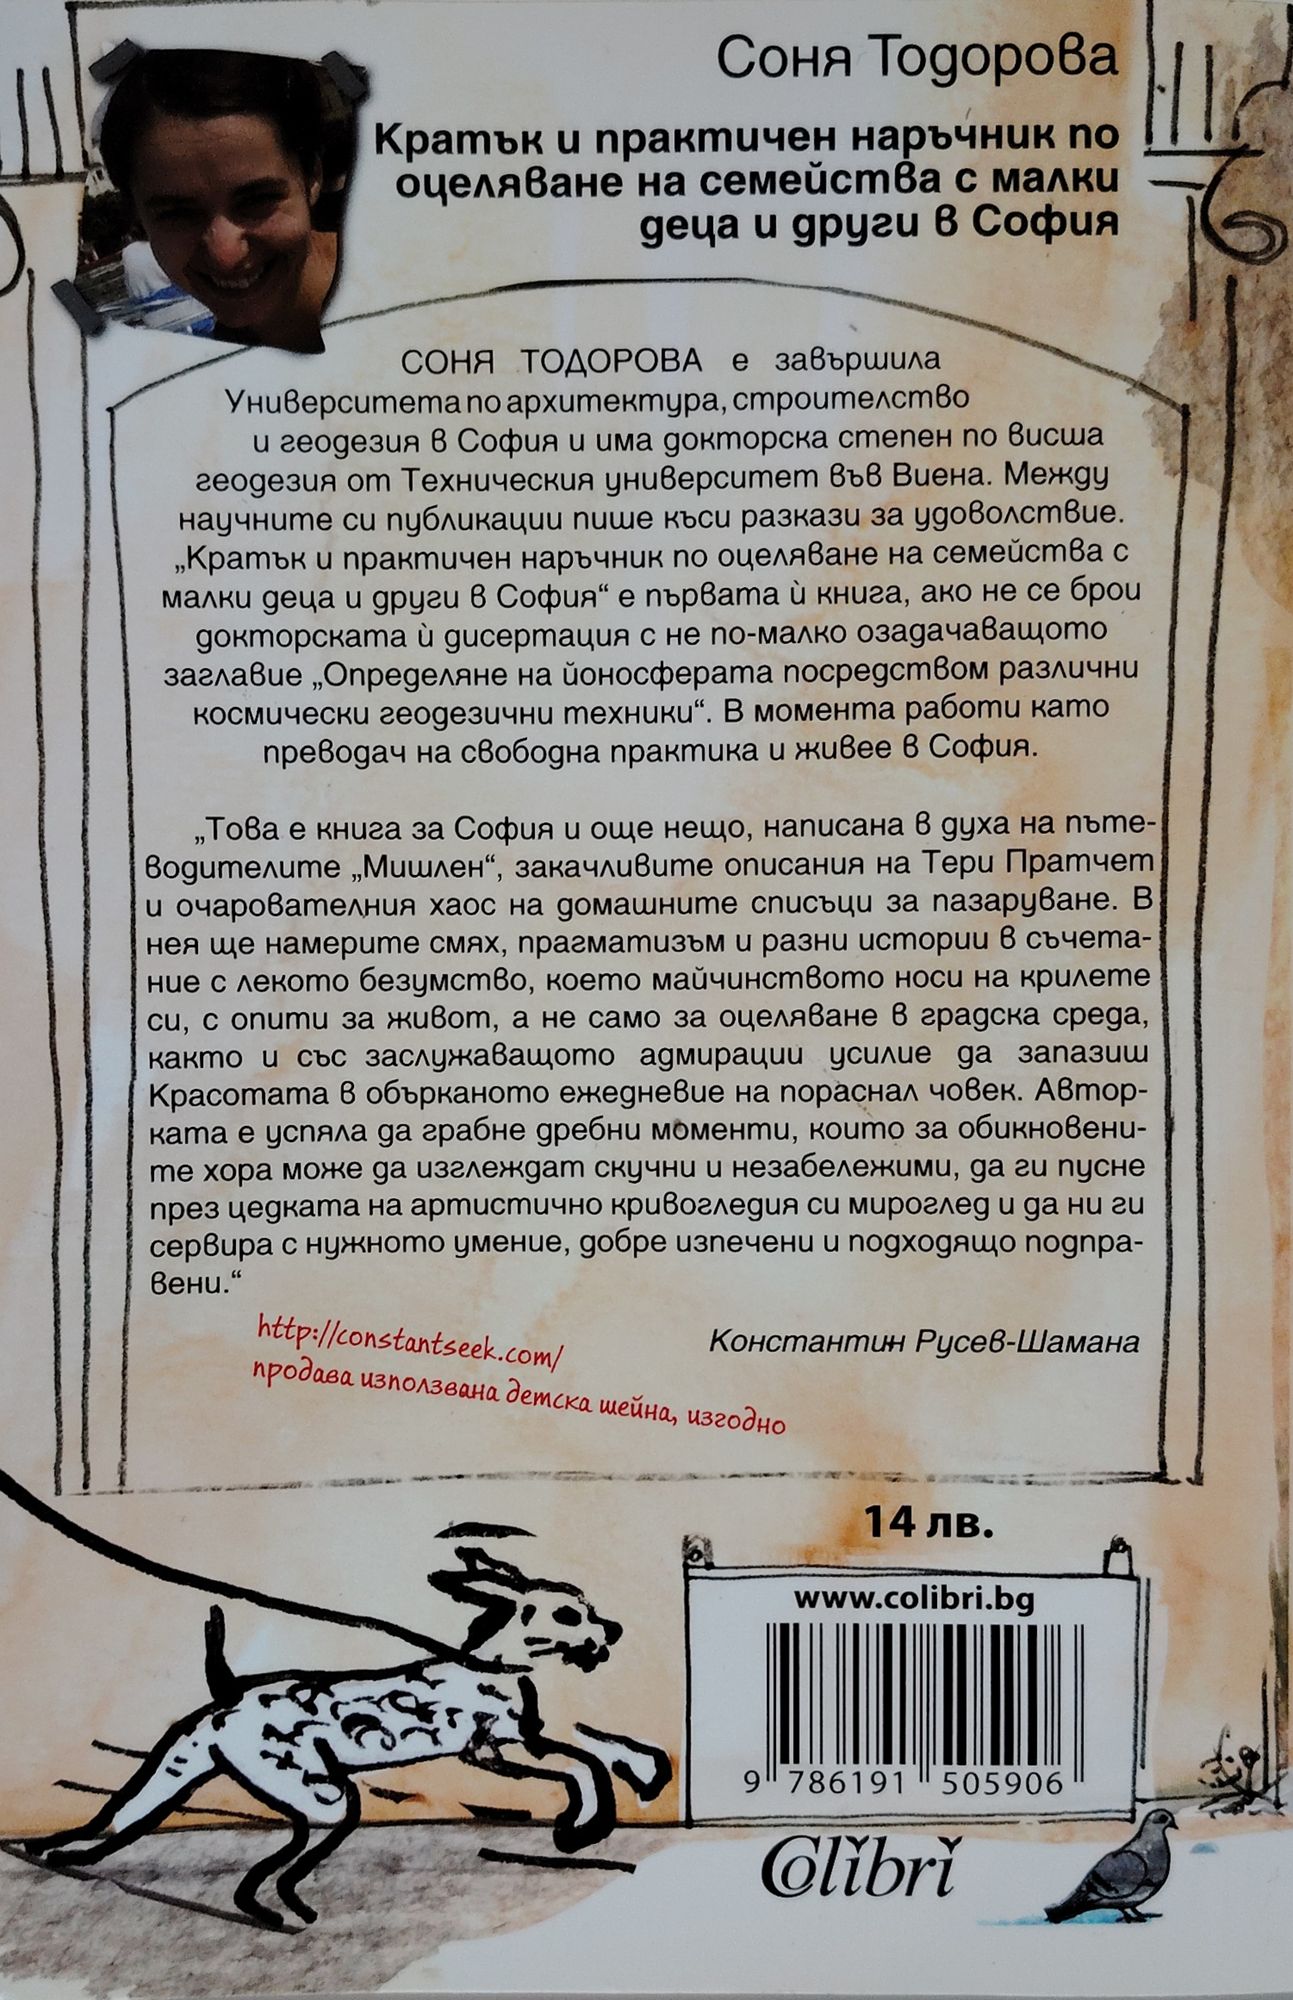 Соня Тодорова
Кратък и практичен наръчник по
оцеляване на семейства с малки
деца и други в София
СОНЯ ТОДОРОВА е завършила
Университета по архитектура, строителство
и геодезия в София и има докторска степен по висша
геодезия от Техническия университет във Виена. Между
научните си публикации пише къси разкази за удоволствие.
„Кратък и практичен наръчник по оцеляване на семейства с
малки деца и други в София“ е първата ѝ книга, ако не се брои
докторската ѝ дисертация с не по-малко озадачаващото
заглавие „Определяне на йоносферата посредством различни
космически геодезични техники“. В момента работи като
преводач на свободна практика и живее в София.
„Това е книга за София и още нещо, написана в духа на пъте-
водителите „Мишлен“, закачливите описания на Тери Пратчет
и очарователния хаос на домашните списъци за пазаруване. В
нея ще намерите смях, прагматизъм и разни истории в съчета-
ние с лекото безумство, което майчинството носи на крилете
си, с опити за живот, а не само за оцеляване в градска среда,
както и със заслужаващото адмирации усилие да запазиш
Красотата в обърканото ежедневие на пораснал човек. Автор-
ката е успяла да грабне дребни моменти, които за обикновени-
те хора може да изглеждат скучни и незабележими, да ги пусне
през цедката на артистично кривогледия си мироглед и да ни ги
сервира с нужното умение, добре изпечени и подходящо подпра-
вени.“
Константин Русев-Шамана
http://constantseek.com/
продава използвана детска шейна, изгодно
14 лв.
www.colibri.bg
9 786191 505906
Colibri